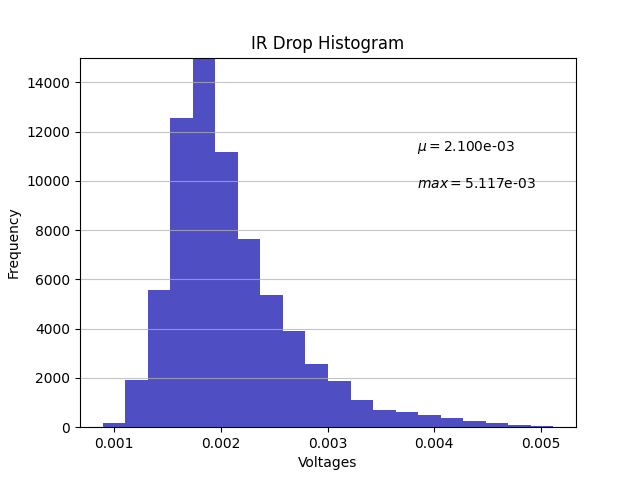 IR Drop Histogram
14000
12000
10000
8000
6000
4000
2000
0
Frequency
μ = 2.100e-03
max = 5.117e-03
0.001 0.002 0.003 0.004 0.005
Voltages